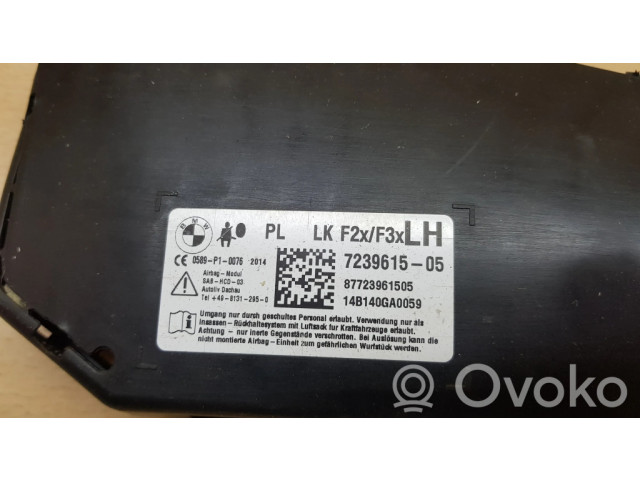 BMW PL LK F2x/F3x LH
CE 0589-P1-0076 2014
7239615-05
Airbag-Modul
SAB-HCD-03
Autoliv Dachau
Tel +49-8131-295-0
87723961505
14B140GA0059
Umgang nur durch geschultes Personal erlaubt. Verwendung nur als
Insassen-Rückhaltesystem mit Luftsack für Kraftfahrzeuge erlaubt.
Achtung - nur inerte Gegenstände verschrotten. Bei Auslösung kann die
nicht montierte Airbag-Einheit zum gefährlichen Wurfstück werden.
Ovoko